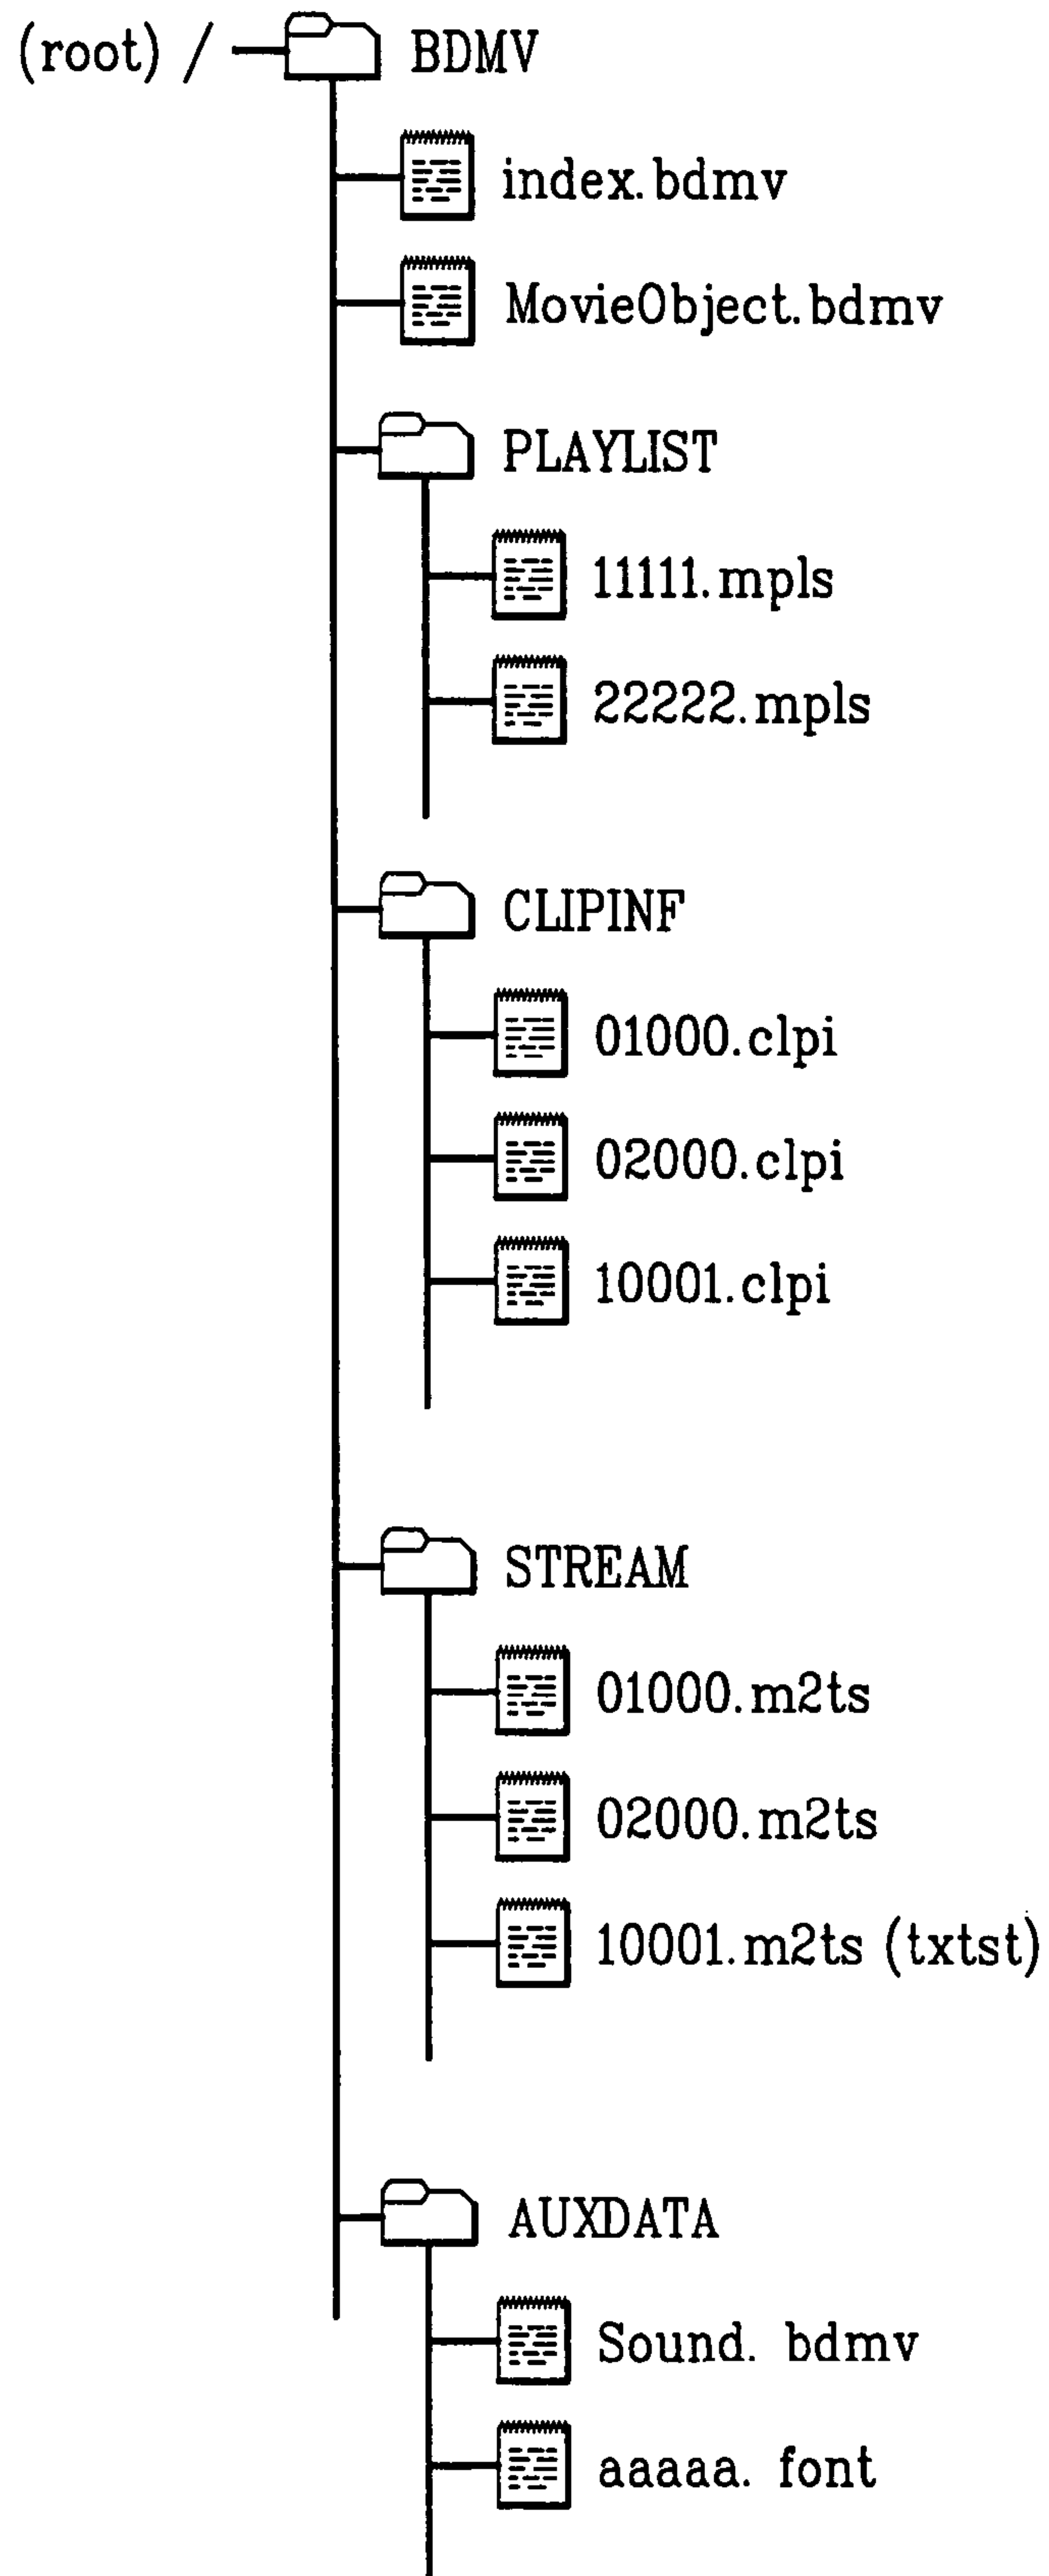 (root) / BDMV
index.bdmv
MovieObject.bdmv
PLAYLIST
11111.mpls
22222.mpls
CLIPINF
01000.clpi
02000.clpi
10001.clpi
STREAM
01000.m2ts
02000.m2ts
10001.m2ts (txtst)
AUXDATA
Sound. bdmv
aaaaa. font